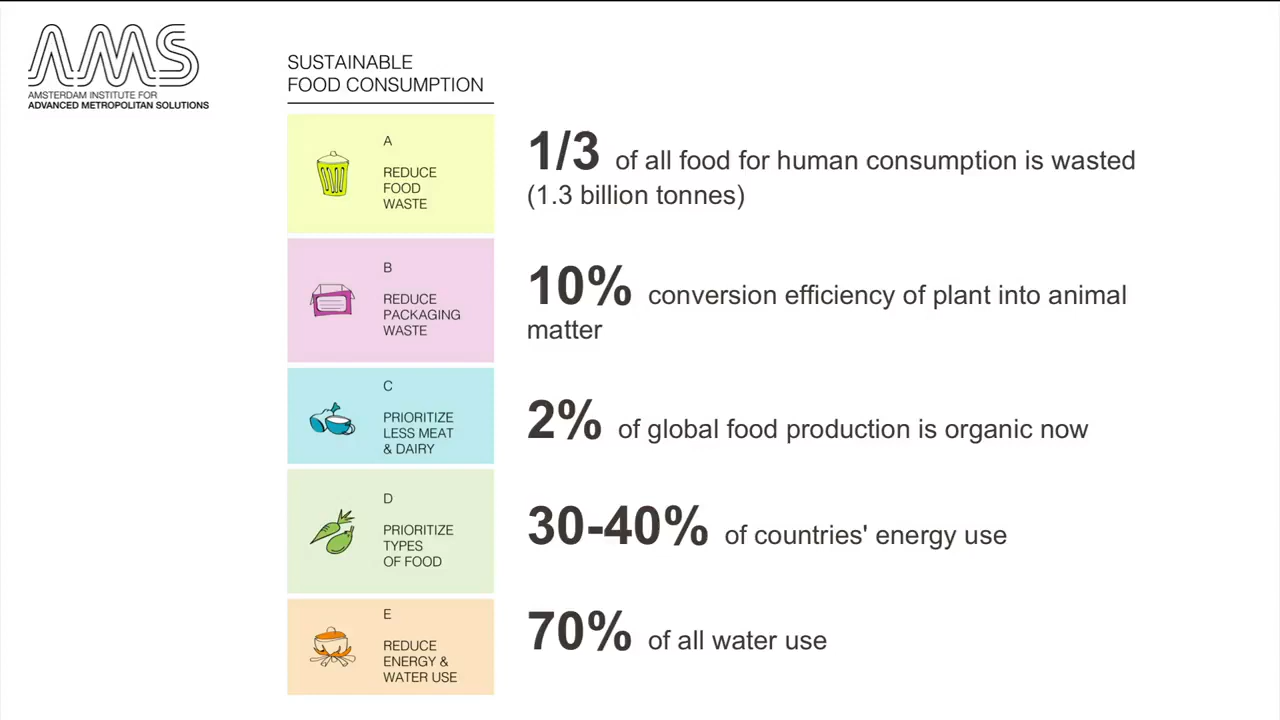 AMS
AMSTERDAM INSTITUTE FOR
ADVANCED METROPOLITAN SOLUTIONS
SUSTAINABLE
FOOD CONSUMPTION
A
REDUCE
FOOD
WASTE
1/3 of all food for human consumption is wasted
(1.3 billion tonnes)
B
REDUCE
PACKAGING
WASTE
10% conversion efficiency of plant into animal
matter
C
PRIORITIZE
LESS MEAT
& DAIRY
2% of global food production is organic now
D
PRIORITIZE
TYPES
OF FOOD
30-40% of countries' energy use
E
REDUCE
ENERGY &
WATER USE
70% of all water use